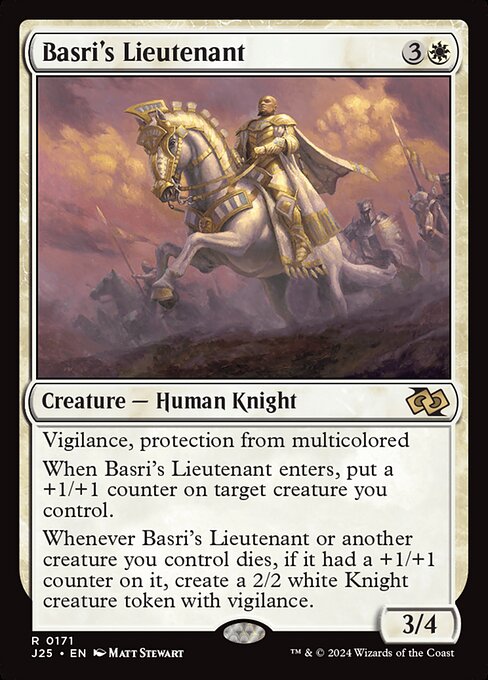 Basri's Lieutenant 3
Creature — Human Knight
Vigilance, protection from multicolored
When Basri's Lieutenant enters, put a
+1/+1 counter on target creature you
control.
Whenever Basri's Lieutenant or another
creature you control dies, if it had a +1/+1
counter on it, create a 2/2 white Knight
creature token with vigilance.
3/4
R 0171
J25 • EN Matt Stewart
™ & © 2024 Wizards of the Coast